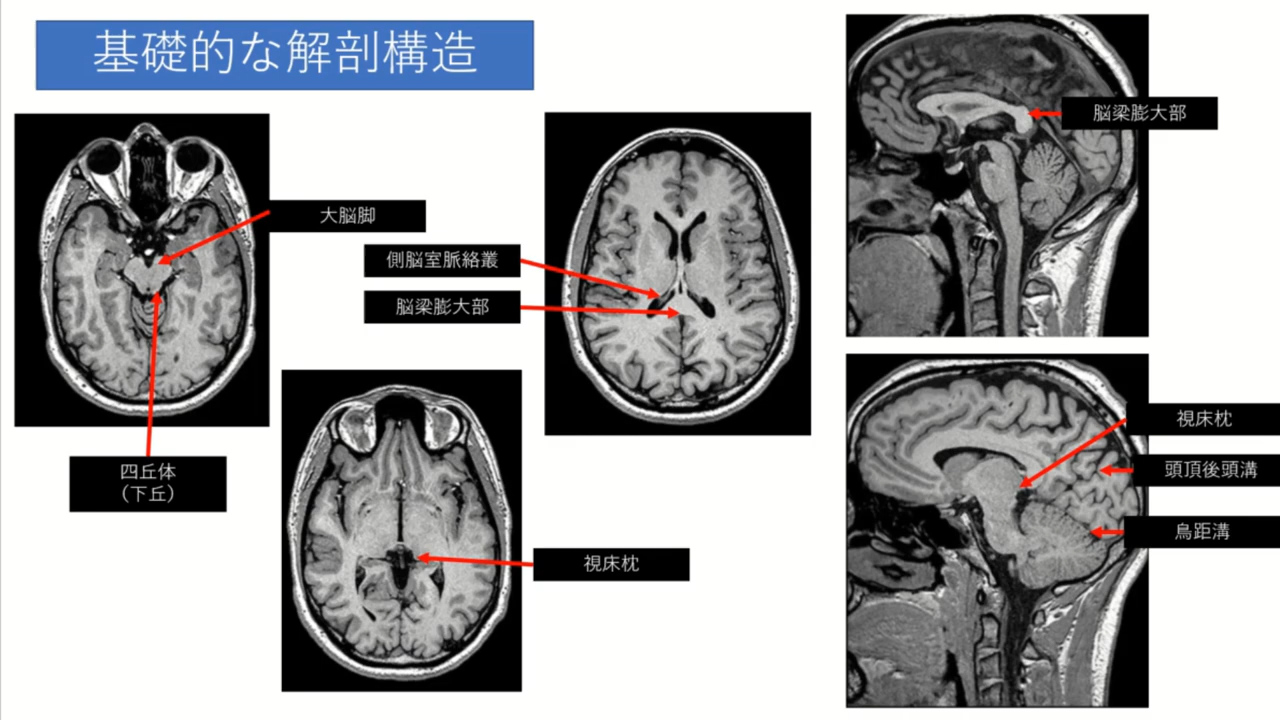 基礎的な解剖構造
大脳脚
四丘体
（下丘）
側脳室脈絡叢
脳梁膨大部
視床枕
脳梁膨大部
視床枕
頭頂後頭溝
鳥距溝